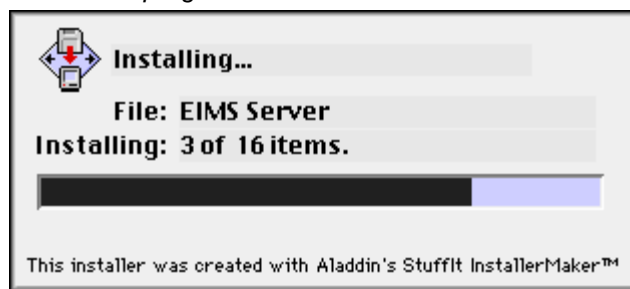 Installing...
File: EIMS Server
Installing: 3 of 16 items.
This installer was created with Aladdin's StuffIt InstallerMaker™